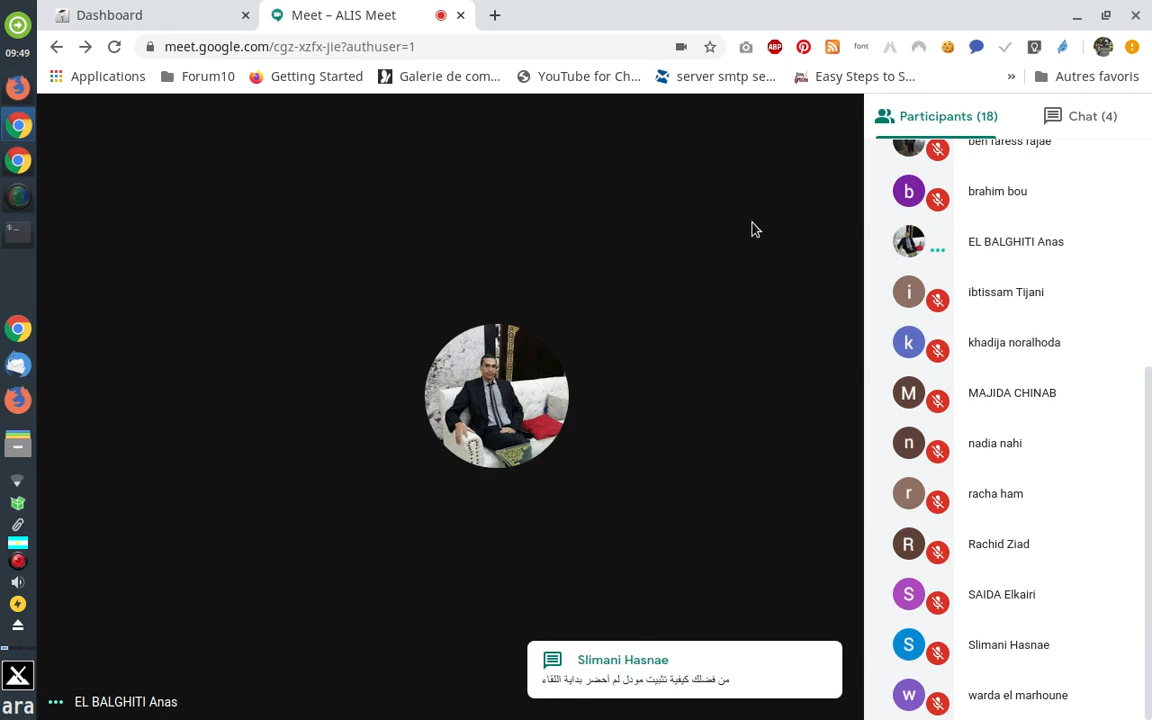 Dashboard
Meet – ALIS Meet
09:49
meet.google.com/cgz-xzfx-jie?authuser=1
ABP
font
Applications
Forum10
Getting Started
Galerie de com...
YouTube for Ch...
server smtp se...
Easy Steps to S...
»
Autres favoris
Participants (18)
Chat (4)
ben faress rajae
b
brahim bou
EL BALGHITI Anas
i
ibtissam Tijani
k
khadija noralhoda
M
MAJIDA CHINAB
n
nadia nahi
r
racha ham
R
Rachid Ziad
S
SAIDA Elkairi
S
Slimani Hasnae
w
warda el marhoune
Slimani Hasnae
من فضلك كيفية تثبيت مودل لم أحضر بداية اللقاء
EL BALGHITI Anas
ara